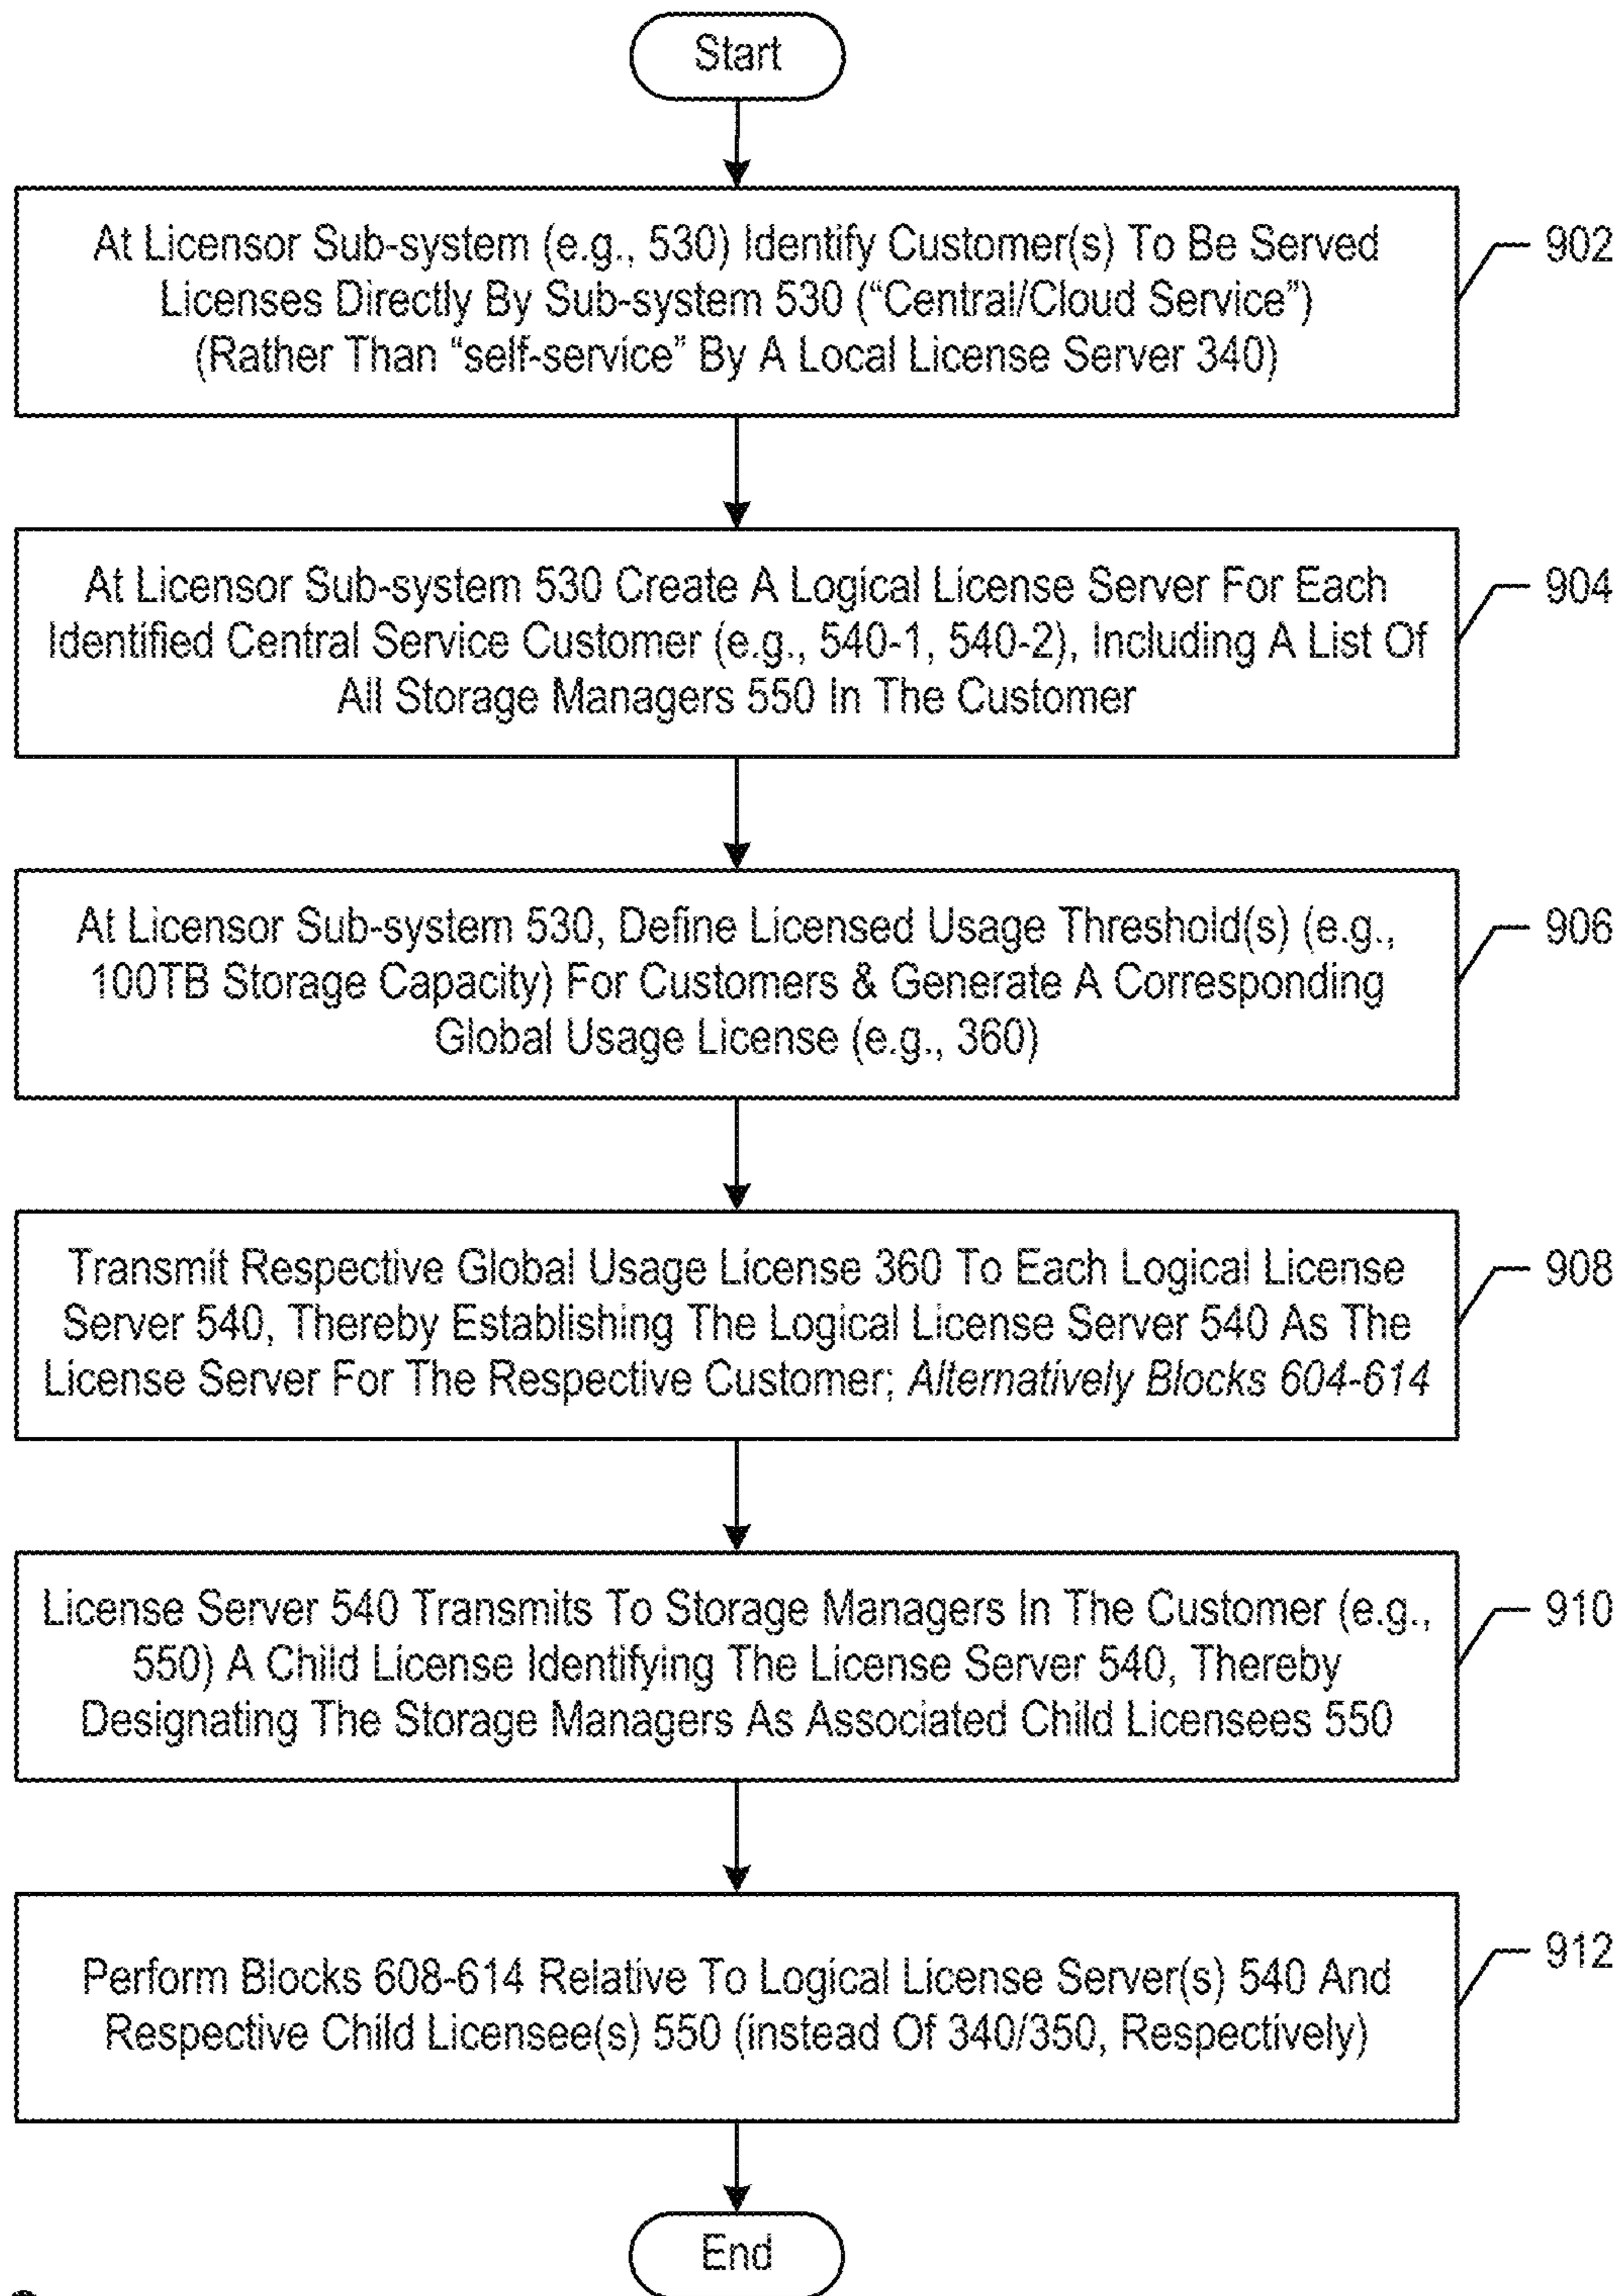 Start
At Licensor Sub-system (e.g., 530) Identify Customer(s) To Be Served
Licenses Directly By Sub-system 530 (“Central/Cloud Service”)
(Rather Than “self-service” By A Local License Server 340)
902
At Licensor Sub-system 530 Create A Logical License Server For Each
Identified Central Service Customer (e.g., 540-1, 540-2), Including A List Of
All Storage Managers 550 In The Customer
904
At Licensor Sub-system 530, Define Licensed Usage Threshold(s) (e.g.,
100TB Storage Capacity) For Customers & Generate A Corresponding
Global Usage License (e.g., 360)
906
Transmit Respective Global Usage License 360 To Each Logical License
Server 540, Thereby Establishing The Logical License Server 540 As The
License Server For The Respective Customer; Alternatively Blocks 604-614
908
License Server 540 Transmits To Storage Managers In The Customer (e.g.,
550) A Child License Identifying The License Server 540, Thereby
Designating The Storage Managers As Associated Child Licensees 550
910
Perform Blocks 608-614 Relative To Logical License Server(s) 540 And
Respective Child Licensee(s) 550 (instead Of 340/350, Respectively)
912
End